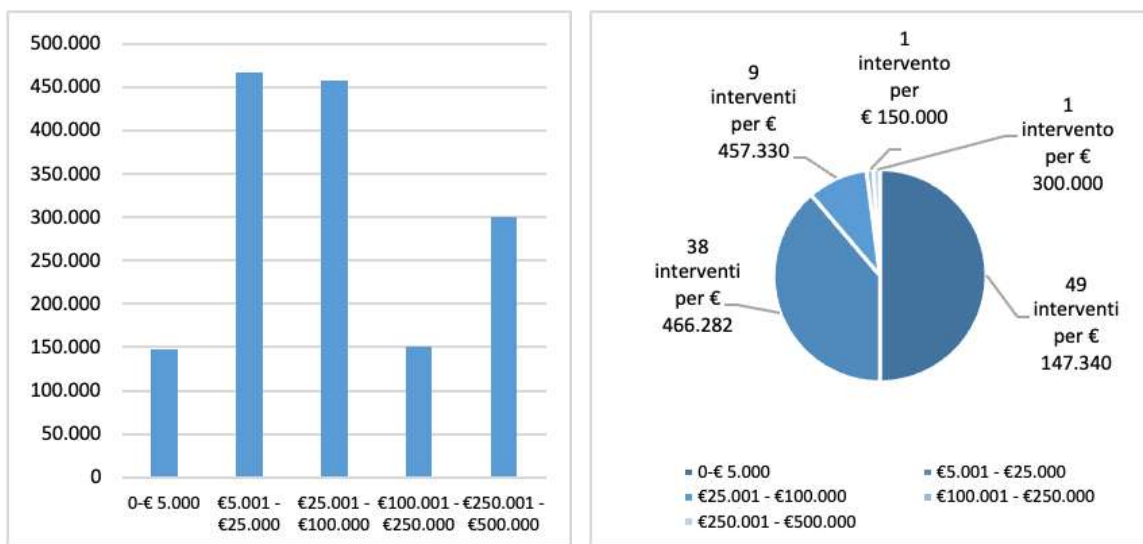 500.000
450.000
400.000
350.000
300.000
250.000
200.000
150.000
100.000
50.000
0
0-€ 5.000
€5.001 -
€25.000
€25.001 -
€100.000
€100.001 -
€250.000
€250.001 -
€500.000
1
intervento
per
€ 150.000
9
interventi
per €
457.330
1
intervento
per €
300.000
38
interventi
per €
466.282
49
interventi
per €
147.340
0-€ 5.000
€5.001 - €25.000
€25.001 - €100.000
€100.001 - €250.000
€250.001 - €500.000